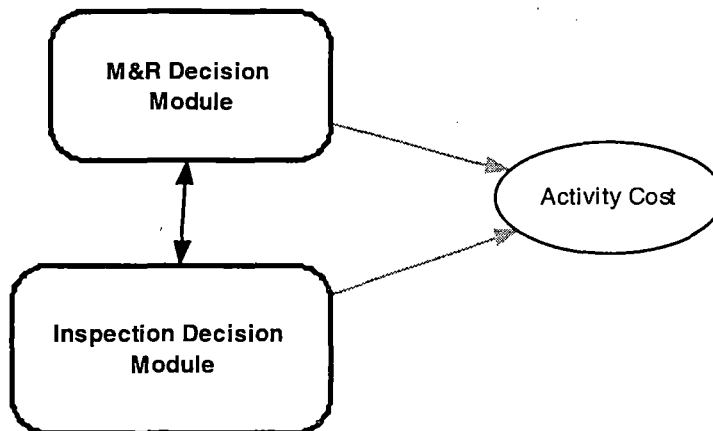 M&R Decision
Module
Activity Cost
Inspection Decision
Module